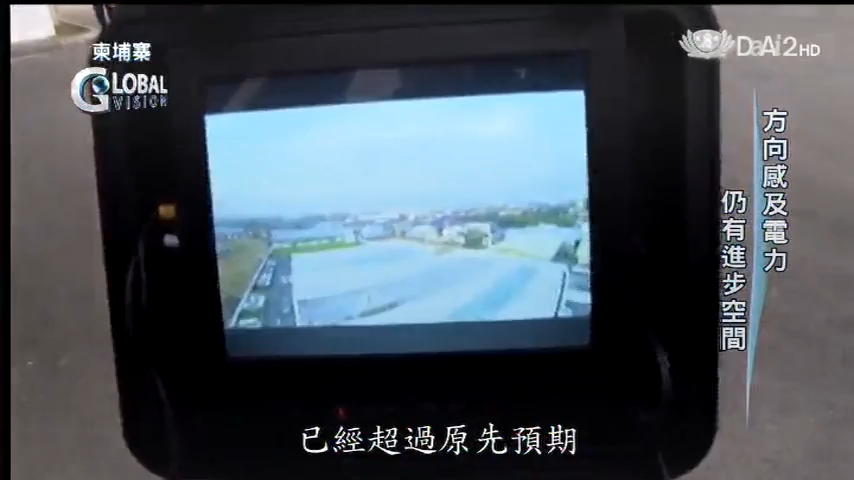 柬埔寨
GLOBAL
VISION
DaAi2HD
方向感及電力
仍有進步空間
已經超過原先預期